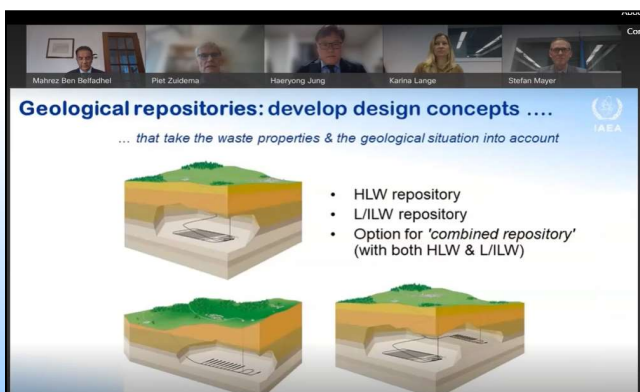 Mahrez Ben Belfadhel
Piet Zuidema
Haeryong Jung
Karina Lange
Stefan Mayer
Geological repositories: develop design concepts ....
IAEA
... that take the waste properties & the geological situation into account
• HLW repository
• L/ILW repository
• Option for 'combined repository'
(with both HLW & L/ILW)